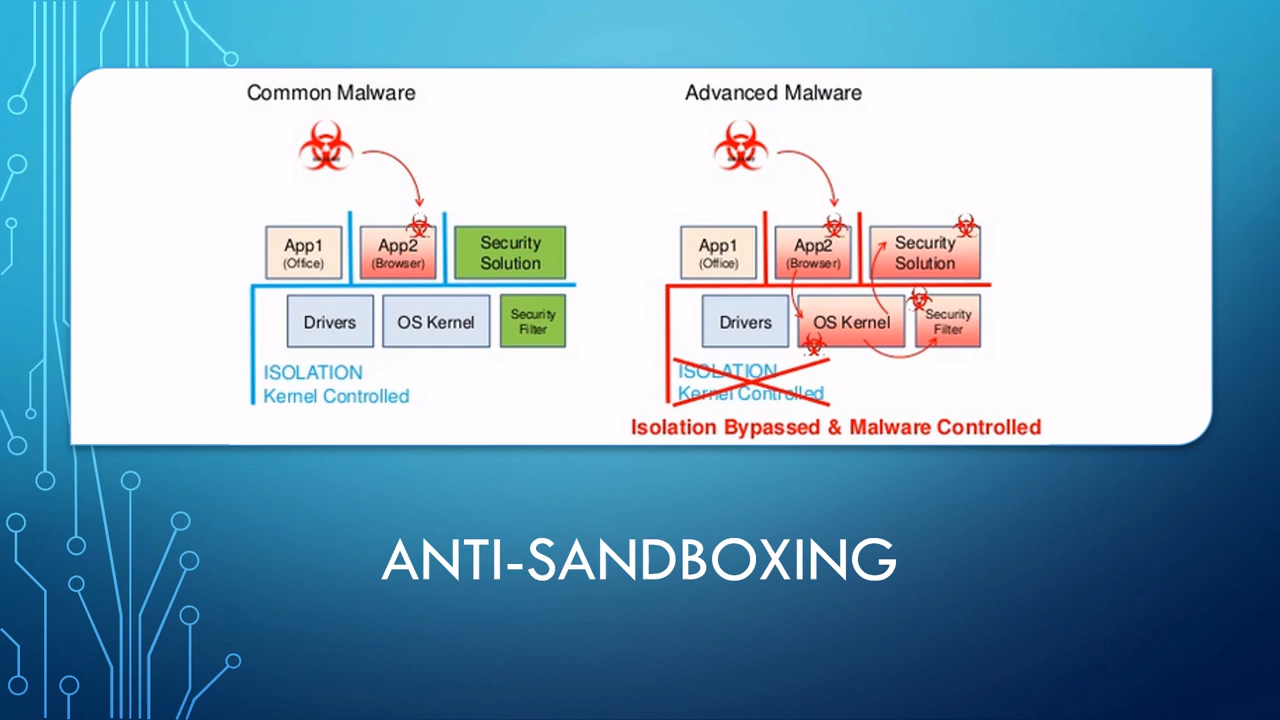 Common Malware
App1
(Office)
App2
(Browser)
Security
Solution
Drivers
OS Kernel
Security
Filter
ISOLATION
Kernel Controlled
Advanced Malware
App1
(Office)
App2
(Browser)
Security
Solution
Drivers
OS Kernel
Security
Filter
ISOLATION
Kernel Controlled
Isolation Bypassed & Malware Controlled
ANTI-SANDBOXING